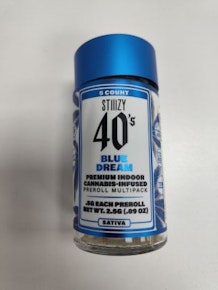 5 COUNT
STIIIZY
40's
BLUE
DREAM
PREMIUM INDOOR
CANNABIS-INFUSED
PREROLL MULTIPACK
.5G EACH PREROLL
NET WT. 2.5G (.09 OZ)
SATIVA